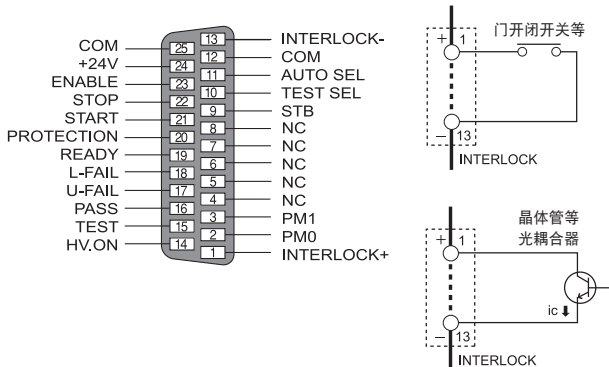 COM
+24V
ENABLE
STOP
START
PROTECTION
READY
L-FAIL
U-FAIL
PASS
TEST
HV.ON
25
24
23
22
21
20
19
18
17
16
15
14
13
12
11
10
9
8
7
6
5
4
3
2
1
INTERLOCK-
COM
AUTO SEL
TEST SEL
STB
NC
NC
NC
NC
NC
PM1
PM0
INTERLOCK+
门开闭开关等
+ 1
− 13
INTERLOCK
晶体管等
光耦合器
+ 1
ic⬇
− 13
INTERLOCK